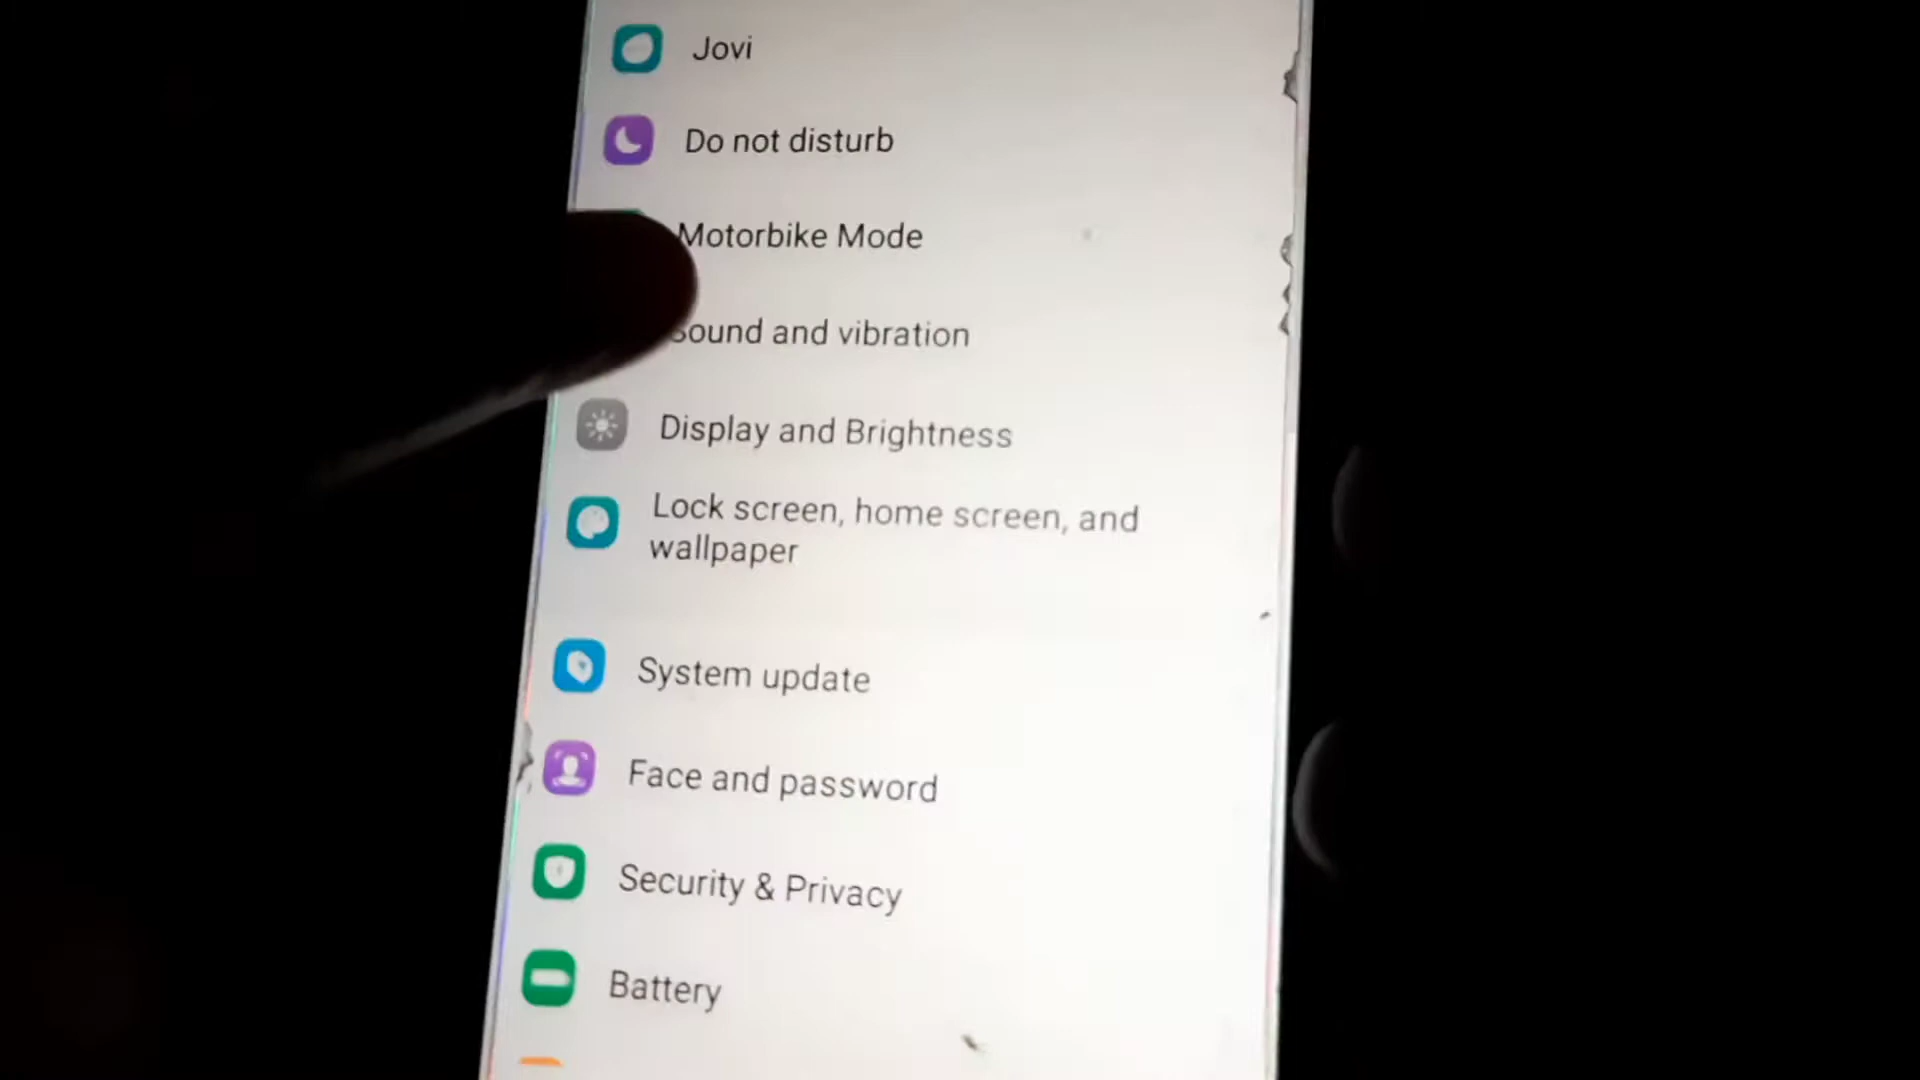 Jovi
Do not disturb
Motorbike Mode
Sound and vibration
Display and Brightness
Lock screen, home screen, and
wallpaper
System update
Face and password
Security & Privacy
Battery